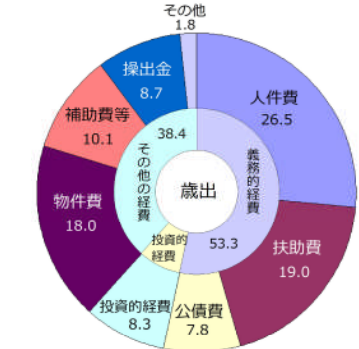 その他
1.8
人件費
26.5
扶助費
19.0
公債費
7.8
投資的経費
8.3
物件費
18.0
補助費等
10.1
操出金
8.7
歳出
義務的経費
53.3
投資的
経費
その他の経費
38.4